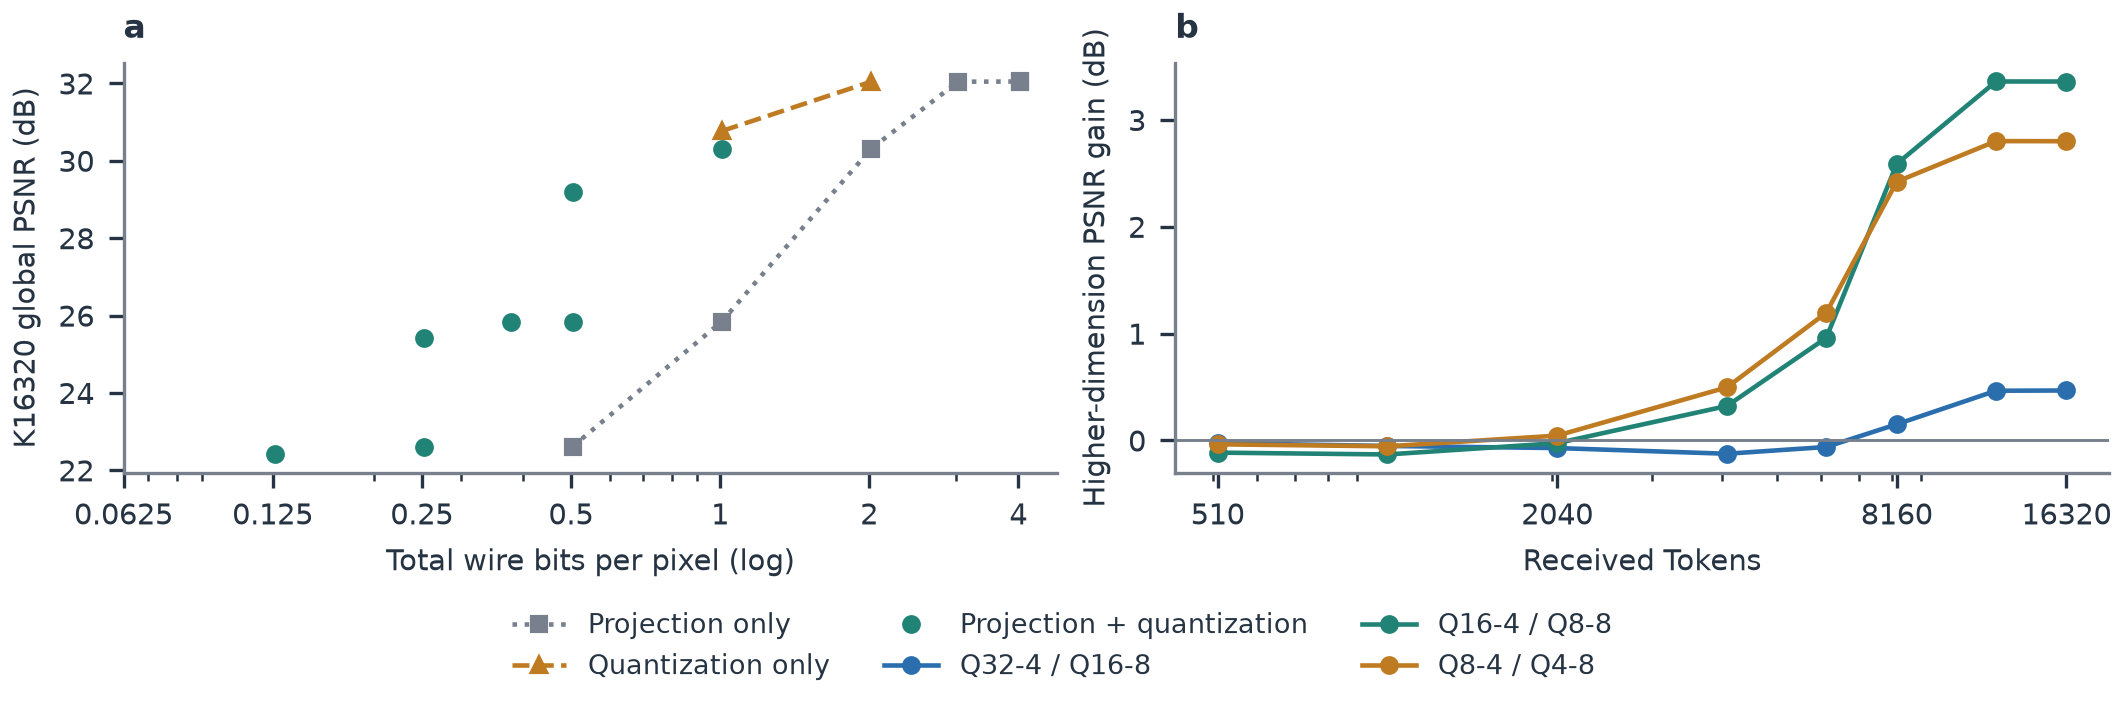 a
K16320 global PSNR (dB)
32
30
28
26
24
22
0.0625
0.125
0.25
0.5
1
2
4
Total wire bits per pixel (log)
b
Higher-dimension PSNR gain (dB)
3
2
1
0
510
2040
8160
16320
Received Tokens
Projection only
Quantization only
Projection + quantization
Q32-4 / Q16-8
Q16-4 / Q8-8
Q8-4 / Q4-8